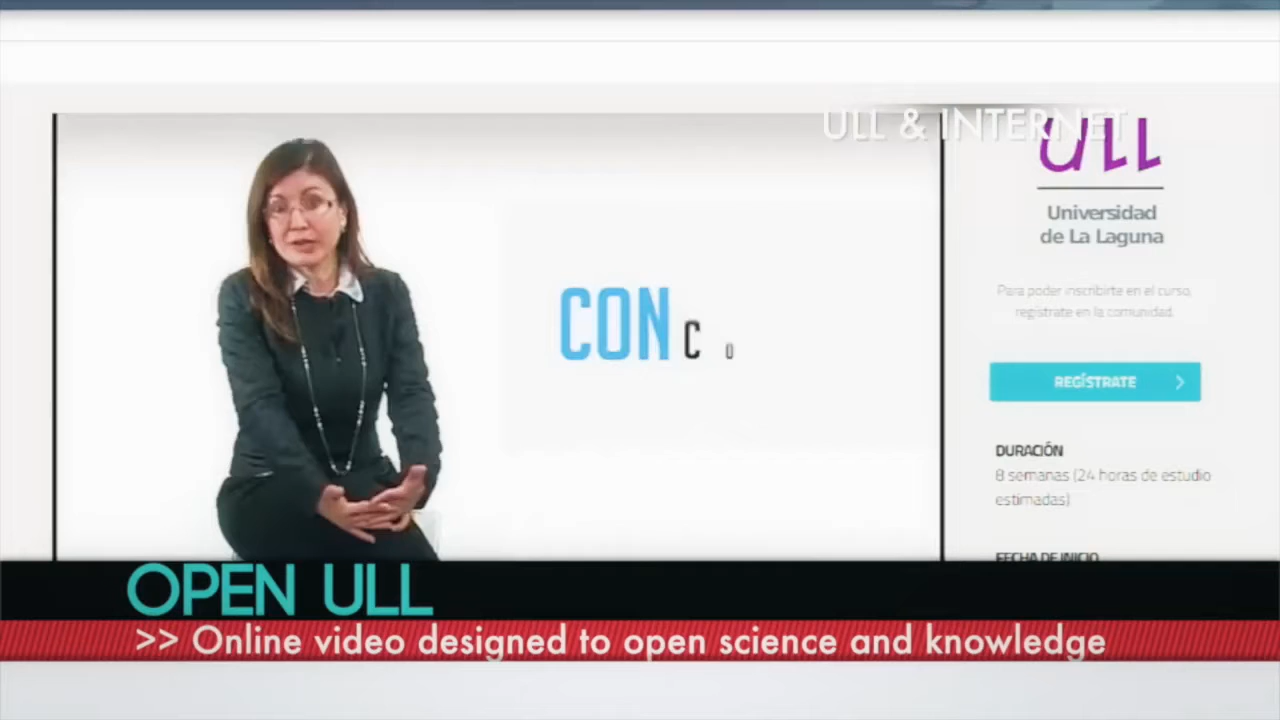 ULL & INTERNET
ULL
Universidad
de La Laguna
Para poder inscribirte en el curso,
regístrate en la comunidad.
REGÍSTRATE
DURACIÓN
8 semanas (24 horas de estudio
estimadas)
FECHA DE INICIO
CONC O
OPEN ULL
>> Online video designed to open science and knowledge